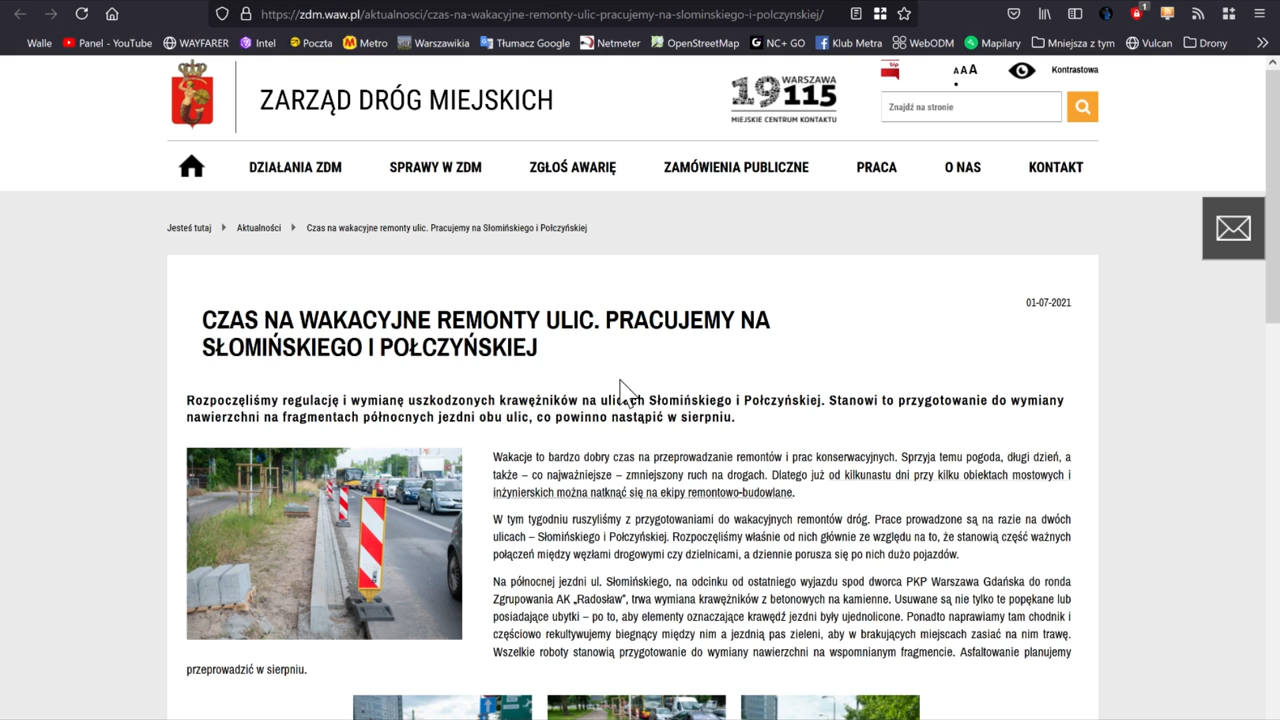 https://zdm.waw.pl/aktualnosci/czas-na-wakacyjne-remonty-ulic-pracujemy-na-slominskiego-i-polczynskiej/
1
Walle Panel - YouTube WAYFARER Intel Poczta Metro Warszawikia Tłumacz Google Netmeter OpenStreetMap NC+ GO Klub Metra WebODM Mapilary Mniejsza z tym Vulcan Drony
ZARZĄD DRÓG MIEJSKICH
19 WARSZAWA 115
MIEJSKIE CENTRUM KONTAKTU
bip
A A A
Kontrastowa
Znajdź na stronie
DZIAŁANIA ZDM SPRAWY W ZDM ZGŁOŚ AWARIĘ ZAMÓWIENIA PUBLICZNE PRACA O NAS KONTAKT
Jesteś tutaj Aktualności Czas na wakacyjne remonty ulic. Pracujemy na Słomińskiego i Połczyńskiej
01-07-2021
CZAS NA WAKACYJNE REMONTY ULIC. PRACUJEMY NA
SŁOMIŃSKIEGO I POŁCZYŃSKIEJ
Rozpoczęliśmy regulację i wymianę uszkodzonych krawężników na ulicach Słomińskiego i Połczyńskiej. Stanowi to przygotowanie do wymiany
nawierzchni na fragmentach północnych jezdni obu ulic, co powinno nastąpić w sierpniu.
Wakacje to bardzo dobry czas na przeprowadzanie remontów i prac konserwacyjnych. Sprzyja temu pogoda, długi dzień, a
także – co najważniejsze – zmniejszony ruch na drogach. Dlatego już od kilkunastu dni przy kilku obiektach mostowych i
inżynierskich można natknąć się na ekipy remontowo-budowlane.
W tym tygodniu ruszyliśmy z przygotowaniami do wakacyjnych remontów dróg. Prace prowadzone są na razie na dwóch
ulicach – Słomińskiego i Połczyńskiej. Rozpoczęliśmy właśnie od nich głównie ze względu na to, że stanowią część ważnych
połączeń między węzłami drogowymi czy dzielnicami, a dziennie porusza się po nich dużo pojazdów.
Na północnej jezdni ul. Słomińskiego, na odcinku od ostatniego wyjazdu spod dworca PKP Warszawa Gdańska do ronda
Zgrupowania AK „Radosław”, trwa wymiana krawężników z betonowych na kamienne. Usuwane są nie tylko te popękane lub
posiadające ubytki – po to, aby elementy oznaczające krawędź jezdni były ujednolicone. Ponadto naprawiamy tam chodnik i
częściowo rekultywujemy biegnący między nim a jezdnią pas zieleni, aby w brakujących miejscach zasiać na nim trawę.
Wszelkie roboty stanowią przygotowanie do wymiany nawierzchni na wspomnianym fragmencie. Asfaltowanie planujemy
przeprowadzić w sierpniu.